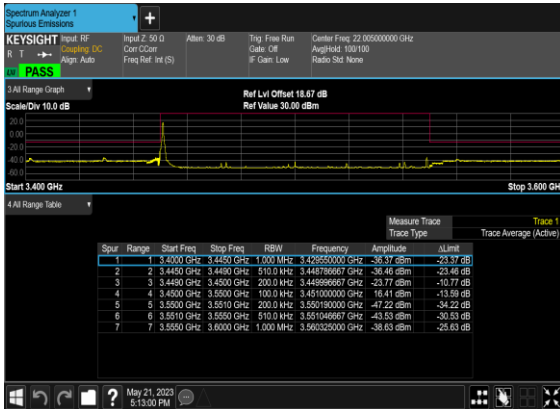 Spectrum Analyzer 1
Spurious Emissions
KEYSIGHT Input: RF Input Z: 50 Ω Atten: 30 dB Trig: Free Run Center Freq: 22.005000000 GHz
R T Coupling: DC Corr CCorr Gate: Off Avg|Hold: 100/100
Align: Auto Freq Ref: Int (S) IF Gain: Low Radio Std: None
PASS
3 All Range Graph Ref Lvl Offset 18.67 dB
Scale/Div 10.0 dB Ref Value 30.00 dBm
20.0
10.0
0.00
-20.0
-40.0
-60.0
Start 3.400 GHz Stop 3.600 GH
4 All Range Table
Measure Trace Trace 1
Trace Type Trace Average (Active)
Spur Range Start Freq Stop Freq RBW Frequency Amplitude ΔLimit
1 1 3.4000 GHz 3.4450 GHz 1.000 MHz 3.429550000 GHz -36.37 dBm -23.37 dB
2 2 3.4450 GHz 3.4490 GHz 510.0 kHz 3.448786667 GHz -36.46 dBm -23.46 dB
3 3 3.4490 GHz 3.4500 GHz 200.0 kHz 3.449996667 GHz -23.77 dBm -10.77 dB
4 4 3.4500 GHz 3.5500 GHz 100.0 kHz 3.451000000 GHz 16.41 dBm -13.59 dB
5 5 3.5500 GHz 3.5510 GHz 200.0 kHz 3.550190000 GHz -47.22 dBm -34.22 dB
6 6 3.5510 GHz 3.5550 GHz 510.0 kHz 3.551046667 GHz -43.53 dBm -30.53 dB
7 7 3.5550 GHz 3.6000 GHz 1.000 MHz 3.560325000 GHz -38.63 dBm -25.63 dB
May 21, 2023
5:13:00 PM